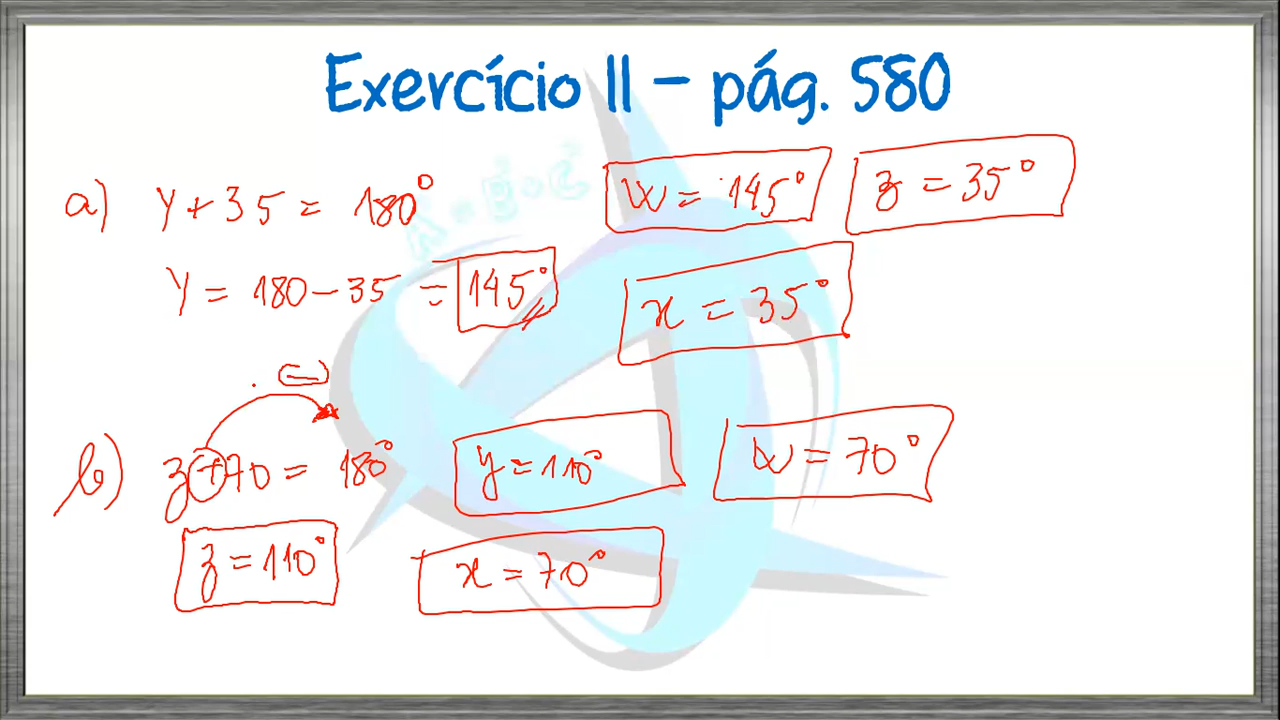 Exercício 11 - pág. 580
a) y + 35 = 180° w = 145° z = 35°
y = 180 - 35 = 145° x = 35°
(-)
b) z + 70 = 180° y = 110° w = 70°
z = 110° x = 70°